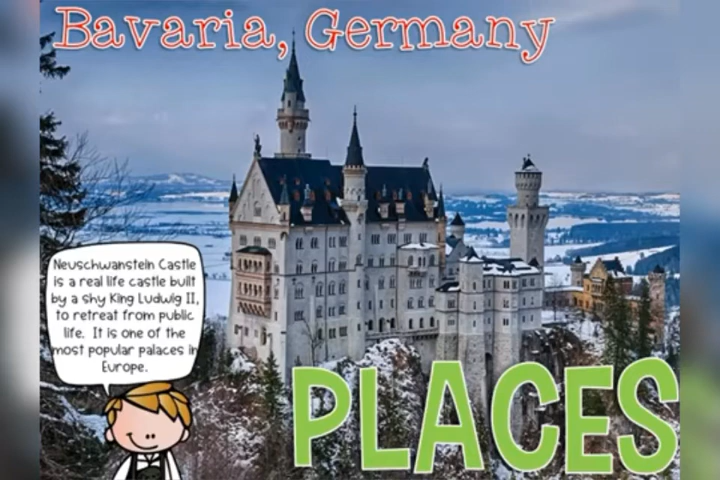 Bavaria, Germany
Neuschwanstein Castle
is a real life castle built
by a shy King Ludwig II,
to retreat from public
life. It is one of the
most popular palaces in
Europe.
PLACES